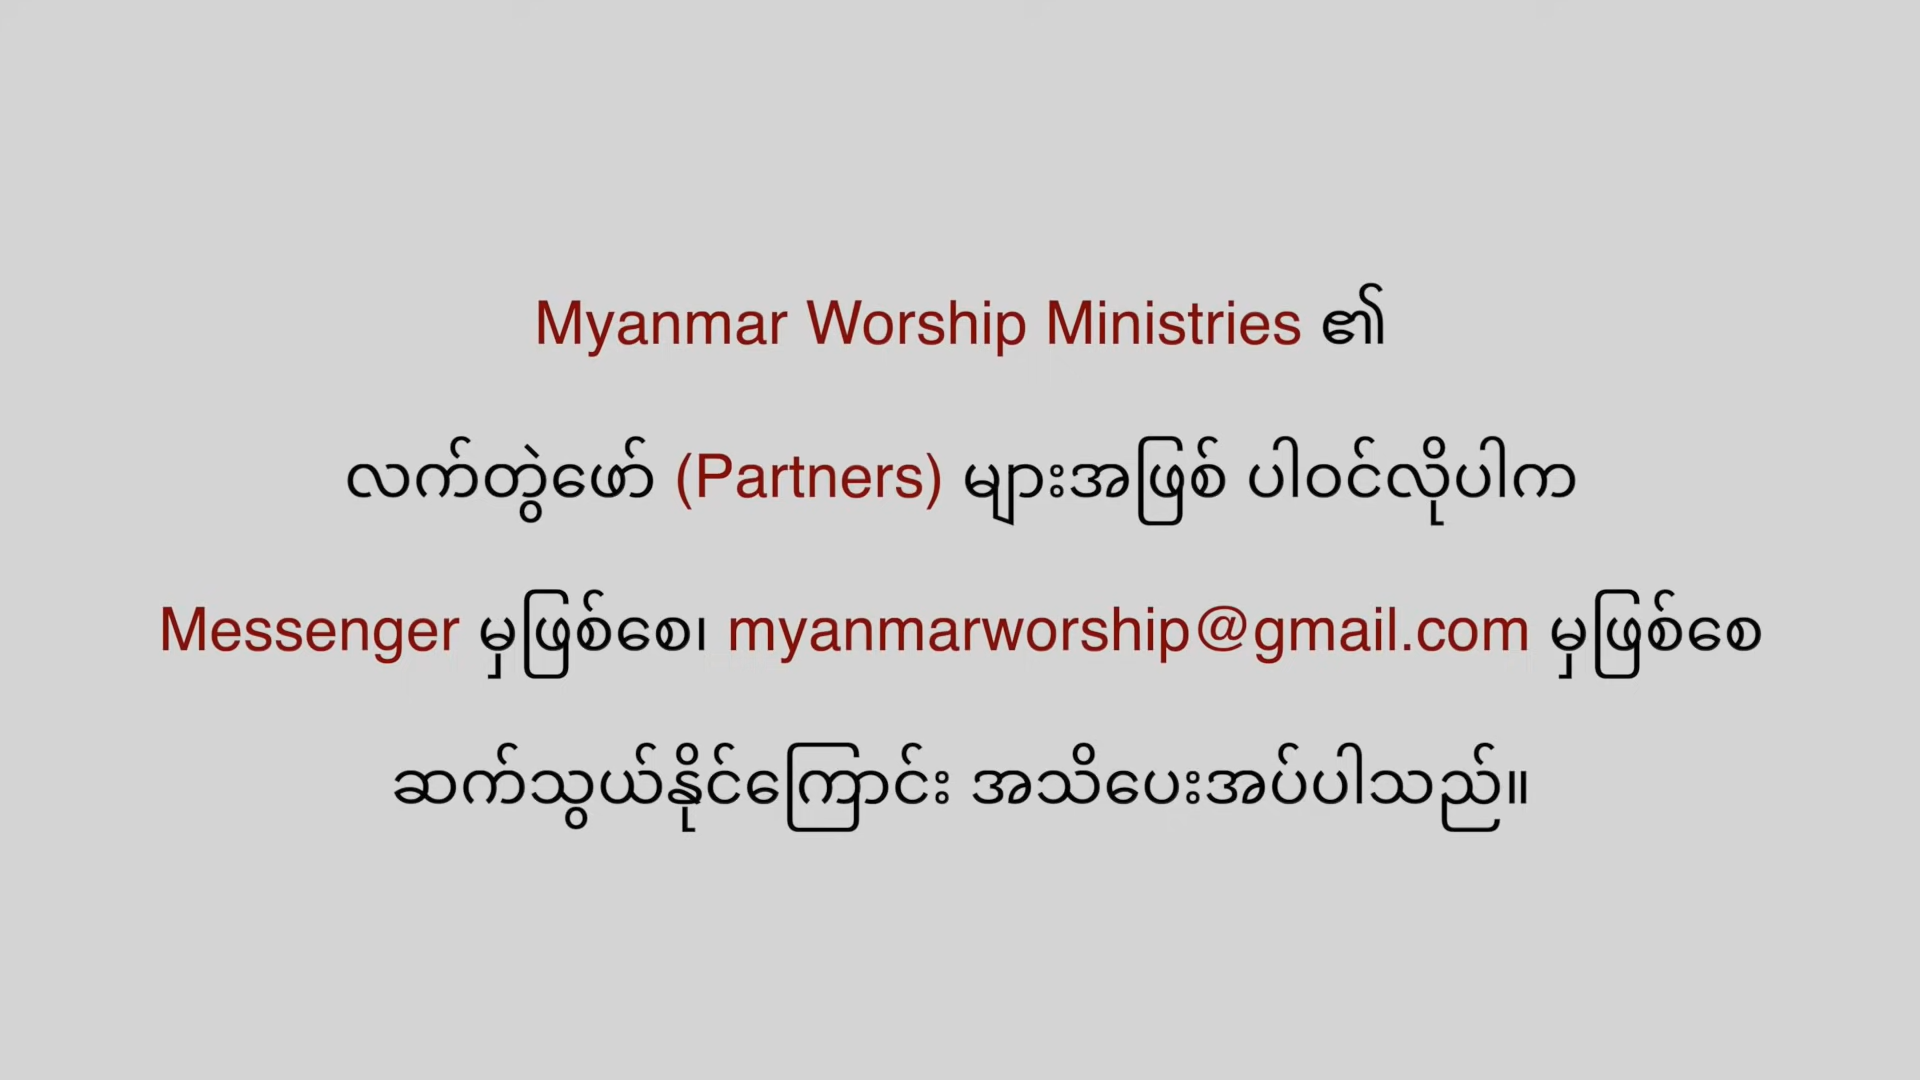 Myanmar Worship Ministries ၏
လက်တွဲဖော် (Partners) များအဖြစ် ပါဝင်လိုပါက
Messenger မှဖြစ်စေ၊ myanmarworship@gmail.com မှဖြစ်စေ
ဆက်သွယ်နိုင်ကြောင်း အသိပေးအပ်ပါသည်။